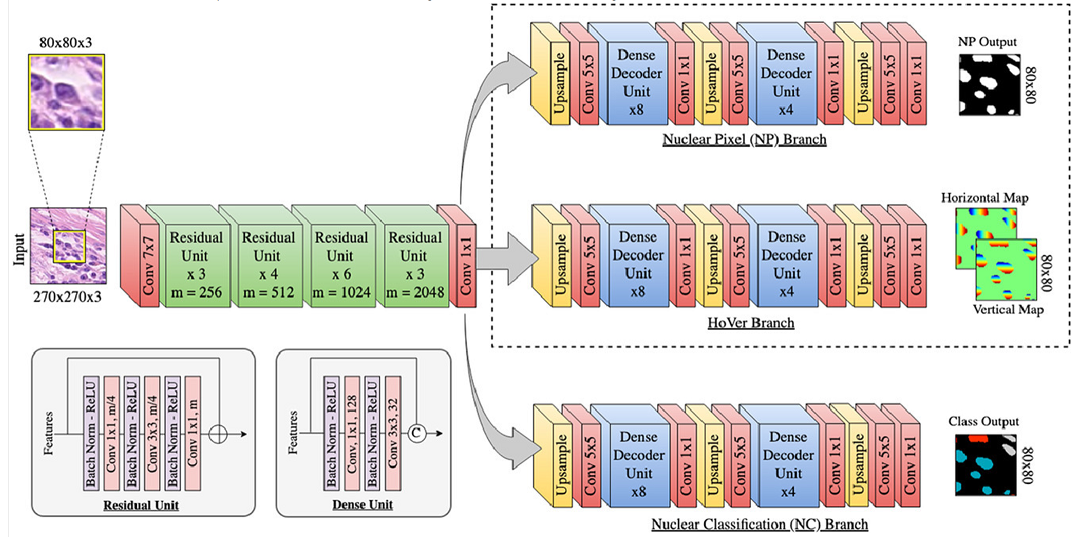 80x80x3
Input
270x270x3
Conv 7x7
Residual
Unit
x 3
m = 256
Residual
Unit
x 4
m = 512
Residual
Unit
x 6
m = 1024
Residual
Unit
x 3
m = 2048
Conv 1x1
Upsample
Conv 5x5
Dense
Decoder
Unit
x8
Conv 1x1
Upsample
Conv 5x5
Dense
Decoder
Unit
x4
Conv 1x1
Upsample
Conv 5x5
Conv 1x1
Nuclear Pixel (NP) Branch
NP Output
80x80
Upsample
Conv 5x5
Dense
Decoder
Unit
x8
Conv 1x1
Upsample
Conv 5x5
Dense
Decoder
Unit
x4
Conv 1x1
Upsample
Conv 5x5
Conv 1x1
HoVer Branch
Horizontal Map
80x80
Vertical Map
Features
Batch Norm - ReLU
Conv 1x1, m/4
Batch Norm - ReLU
Conv 3x3, m/4
Batch Norm - ReLU
Conv 1x1, m
Residual Unit
Features
Batch Norm - ReLU
Conv, 1x1, 128
Batch Norm - ReLU
Conv 3x3, 32
C
Dense Unit
Upsample
Conv 5x5
Dense
Decoder
Unit
x8
Conv 1x1
Upsample
Conv 5x5
Dense
Decoder
Unit
x4
Conv 1x1
Upsample
Conv 5x5
Conv 1x1
Nuclear Classification (NC) Branch
Class Output
80x80